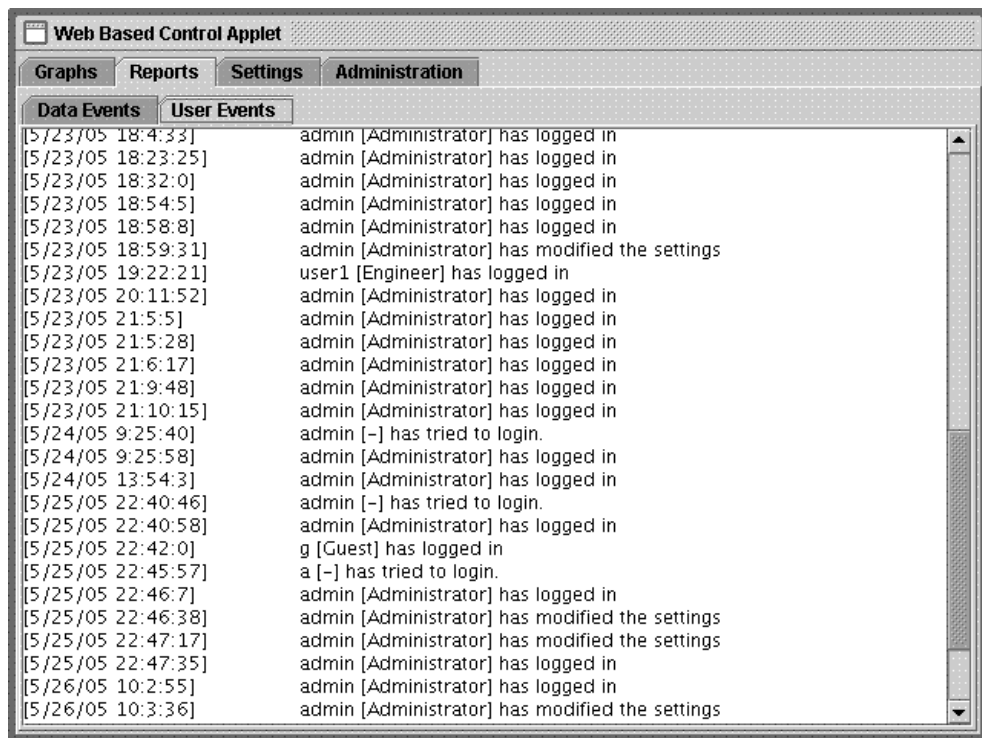 Web Based Control Applet
Graphs Reports Settings Administration
Data Events User Events
[5/23/05 18:4:33] admin [Administrator] has logged in
[5/23/05 18:23:25] admin [Administrator] has logged in
[5/23/05 18:32:0] admin [Administrator] has logged in
[5/23/05 18:54:5] admin [Administrator] has logged in
[5/23/05 18:58:8] admin [Administrator] has logged in
[5/23/05 18:59:31] admin [Administrator] has modified the settings
[5/23/05 19:22:21] user1 [Engineer] has logged in
[5/23/05 20:11:52] admin [Administrator] has logged in
[5/23/05 21:5:5] admin [Administrator] has logged in
[5/23/05 21:5:28] admin [Administrator] has logged in
[5/23/05 21:6:17] admin [Administrator] has logged in
[5/23/05 21:9:48] admin [Administrator] has logged in
[5/23/05 21:10:15] admin [Administrator] has logged in
[5/24/05 9:25:40] admin [-] has tried to login.
[5/24/05 9:25:58] admin [Administrator] has logged in
[5/24/05 13:54:3] admin [Administrator] has logged in
[5/25/05 22:40:46] admin [-] has tried to login.
[5/25/05 22:40:58] admin [Administrator] has logged in
[5/25/05 22:42:0] g [Guest] has logged in
[5/25/05 22:45:57] a [-] has tried to login.
[5/25/05 22:46:7] admin [Administrator] has logged in
[5/25/05 22:46:38] admin [Administrator] has modified the settings
[5/25/05 22:47:17] admin [Administrator] has modified the settings
[5/25/05 22:47:35] admin [Administrator] has logged in
[5/26/05 10:2:55] admin [Administrator] has logged in
[5/26/05 10:3:36] admin [Administrator] has modified the settings